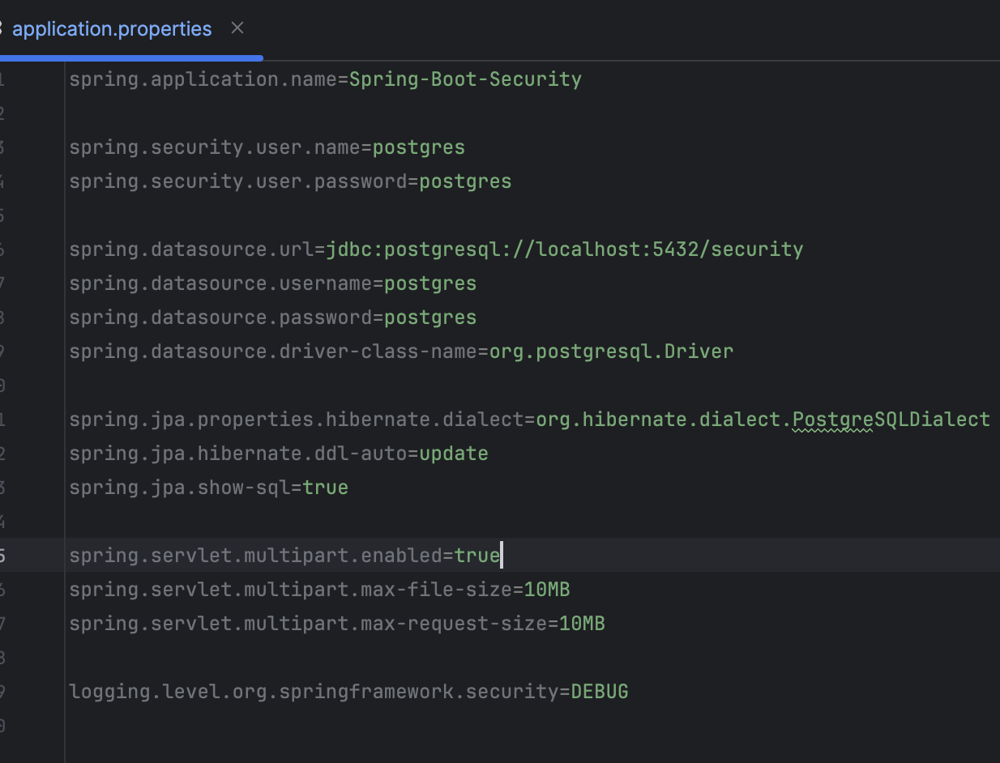 application.properties
spring.application.name=Spring-Boot-Security
spring.security.user.name=postgres
spring.security.user.password=postgres
spring.datasource.url=jdbc:postgresql://localhost:5432/security
spring.datasource.username=postgres
spring.datasource.password=postgres
spring.datasource.driver-class-name=org.postgresql.Driver
spring.jpa.properties.hibernate.dialect=org.hibernate.dialect.PostgreSQLDialect
spring.jpa.hibernate.ddl-auto=update
spring.jpa.show-sql=true
spring.servlet.multipart.enabled=true
spring.servlet.multipart.max-file-size=10MB
spring.servlet.multipart.max-request-size=10MB
logging.level.org.springframework.security=DEBUG